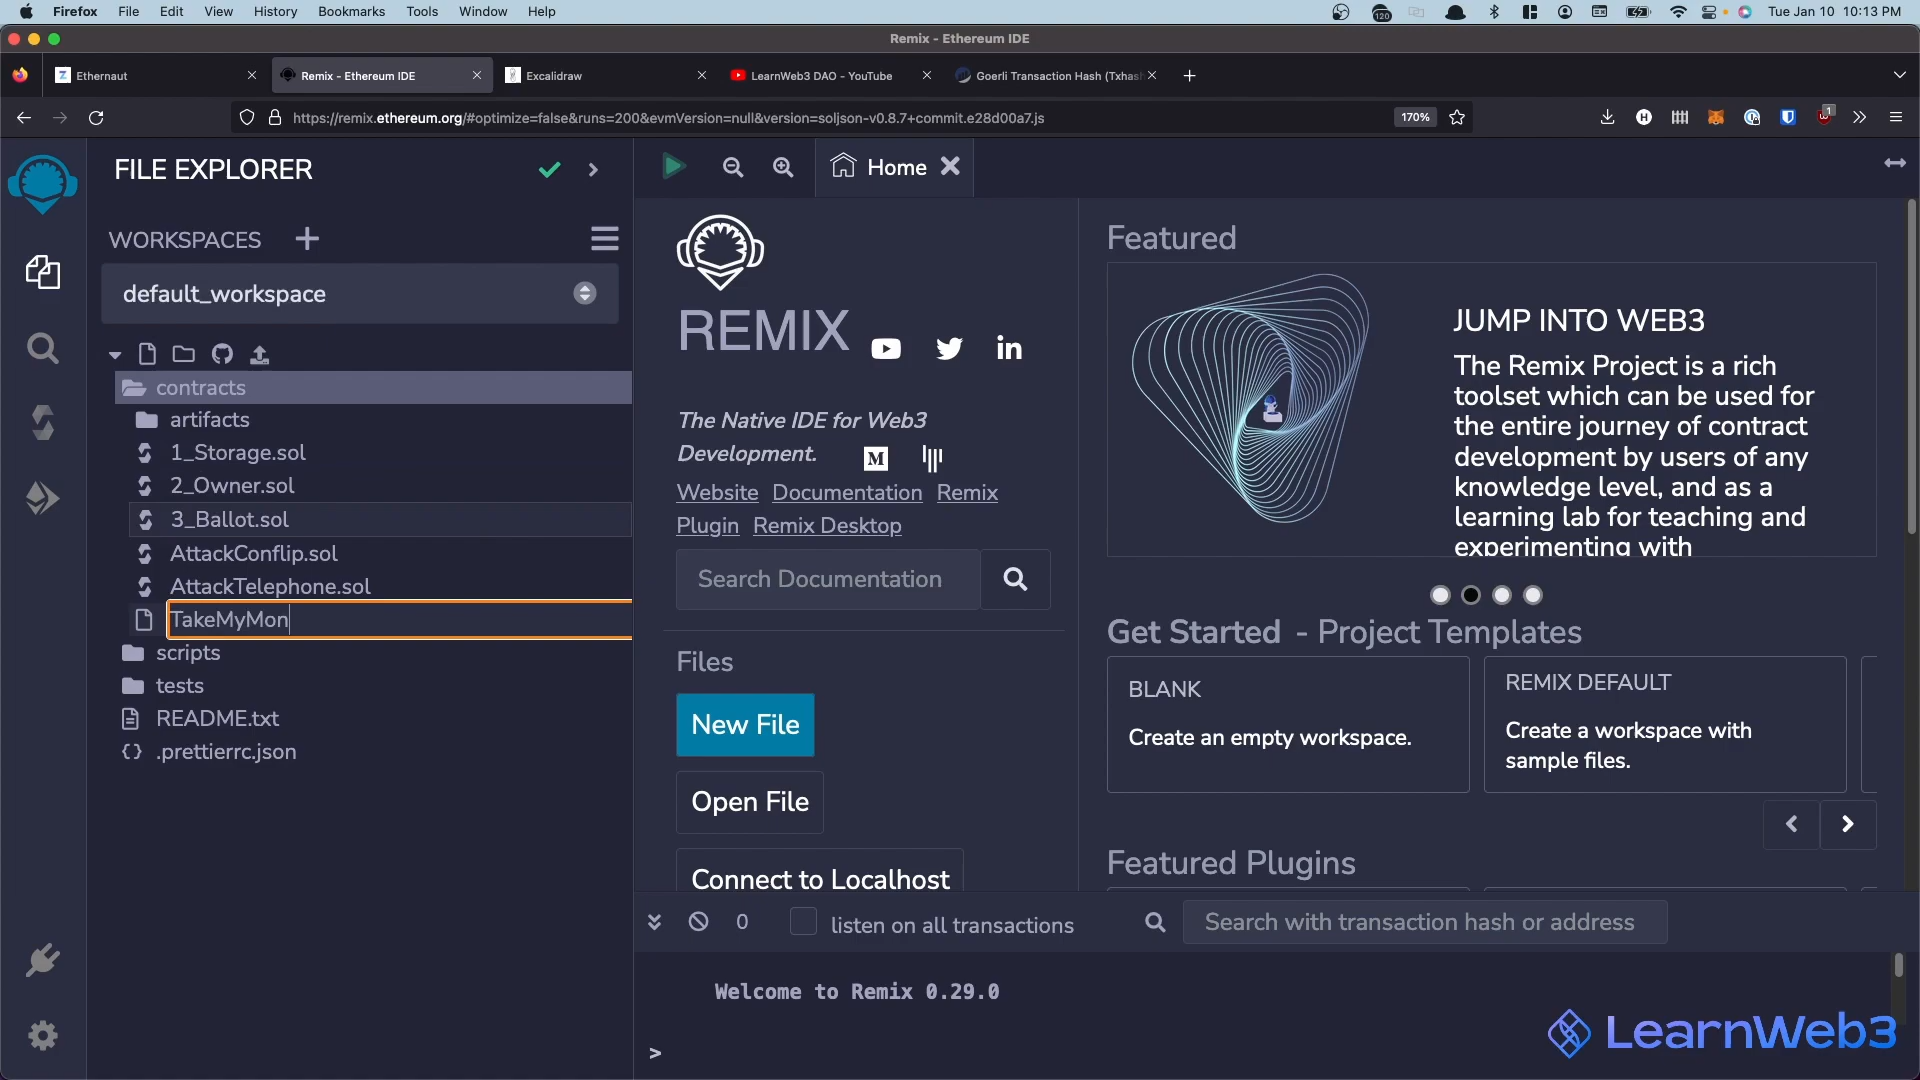 Firefox File Edit View History Bookmarks Tools Window Help
120
Tue Jan 10 10:13 PM
Remix - Ethereum IDE
Ethernaut
Remix - Ethereum IDE
Excalidraw
LearnWeb3 DAO - YouTube
Goerli Transaction Hash (Txhash
https://remix.ethereum.org/#optimize=false&runs=200&evmVersion=null&version=soljson-v0.8.7+commit.e28d00a7.js
170%
1
FILE EXPLORER
Home
WORKSPACES
default_workspace
contracts
artifacts
1_Storage.sol
2_Owner.sol
3_Ballot.sol
AttackConflip.sol
AttackTelephone.sol
TakeMyMon
scripts
tests
README.txt
.prettierrc.json
REMIX
The Native IDE for Web3
Development.
Website Documentation Remix
Plugin Remix Desktop
Search Documentation
Files
New File
Open File
Connect to Localhost
Featured
JUMP INTO WEB3
The Remix Project is a rich
toolset which can be used for
the entire journey of contract
development by users of any
knowledge level, and as a
learning lab for teaching and
experimenting with
Get Started - Project Templates
BLANK
Create an empty workspace.
REMIX DEFAULT
Create a workspace with
sample files.
Featured Plugins
0
listen on all transactions
Search with transaction hash or address
Welcome to Remix 0.29.0
>
LearnWeb3